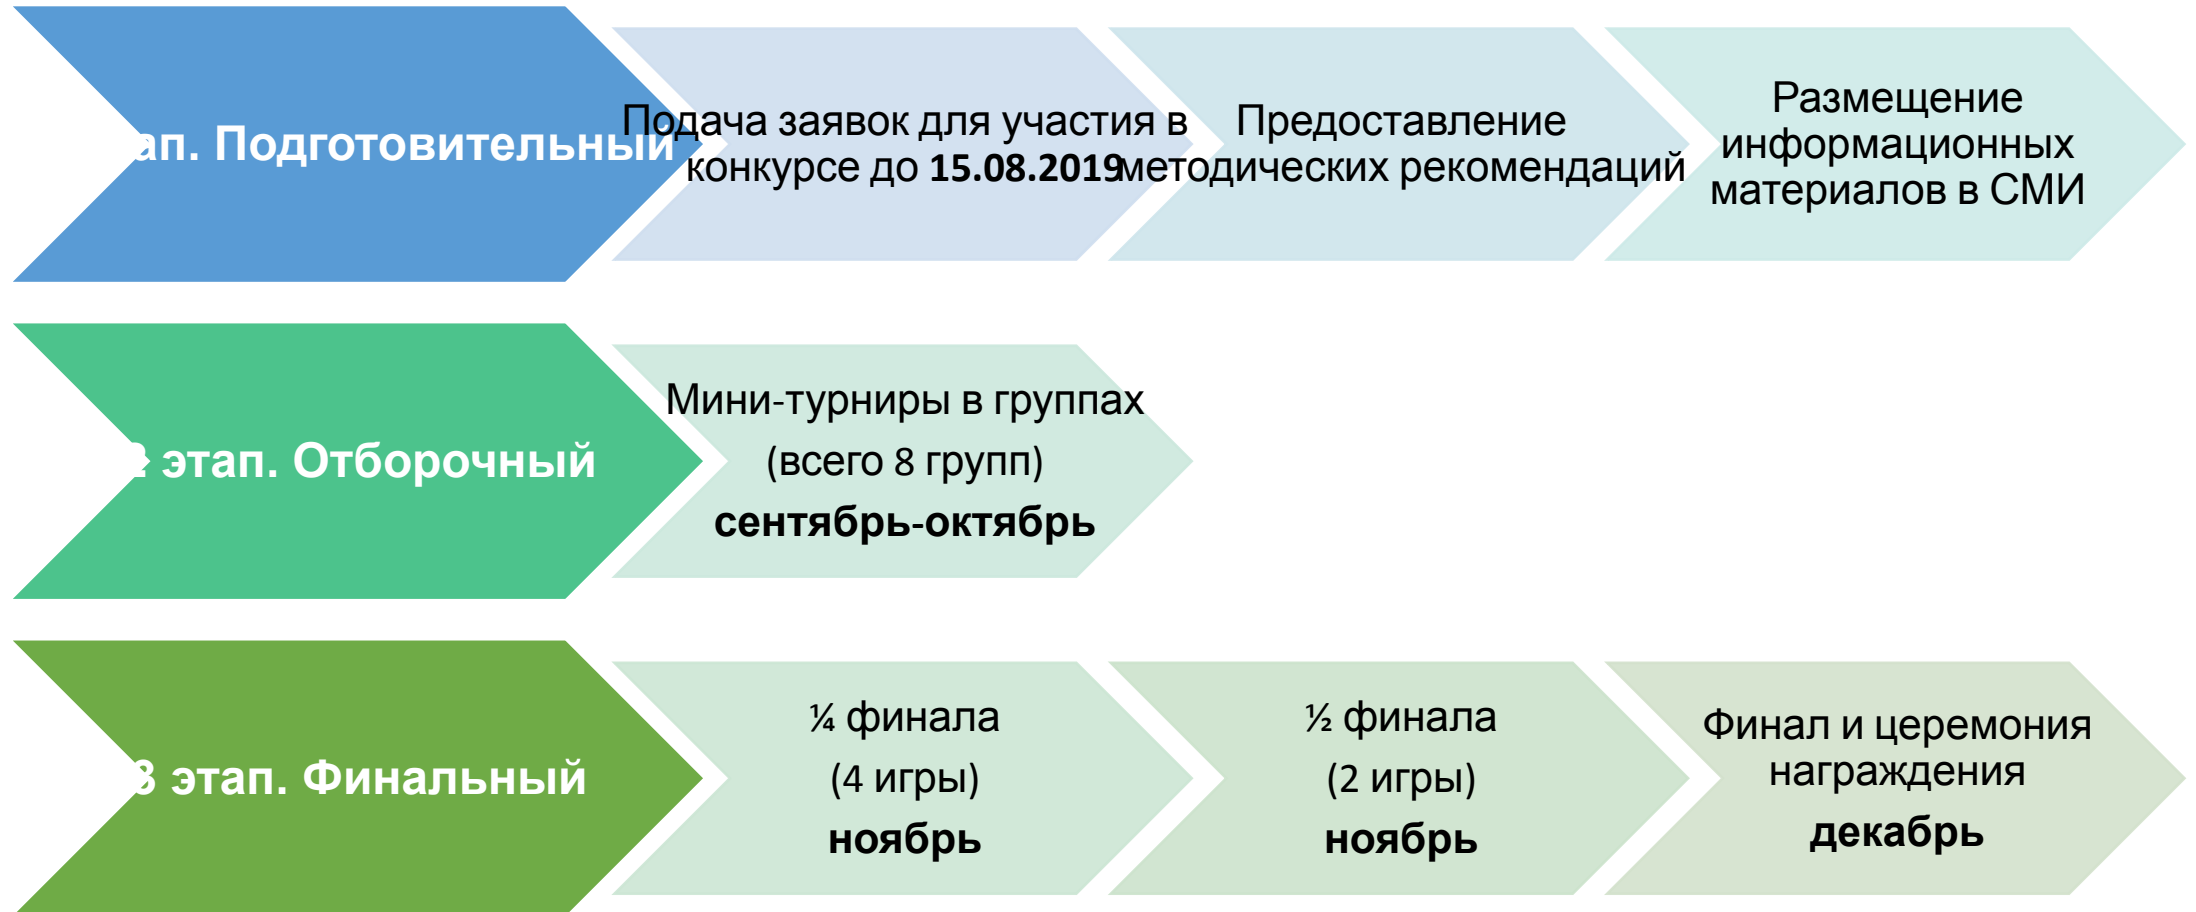 ап. Подготовительный
Подача заявок для участия в
конкурсе до 15.08.2019
Предоставление
методических рекомендаций
Размещение
информационных
материалов в СМИ
2 этап. Отборочный
Мини-турниры в группах
(всего 8 групп)
сентябрь-октябрь
3 этап. Финальный
¼ финала
(4 игры)
ноябрь
½ финала
(2 игры)
ноябрь
Финал и церемония
награждения
декабрь